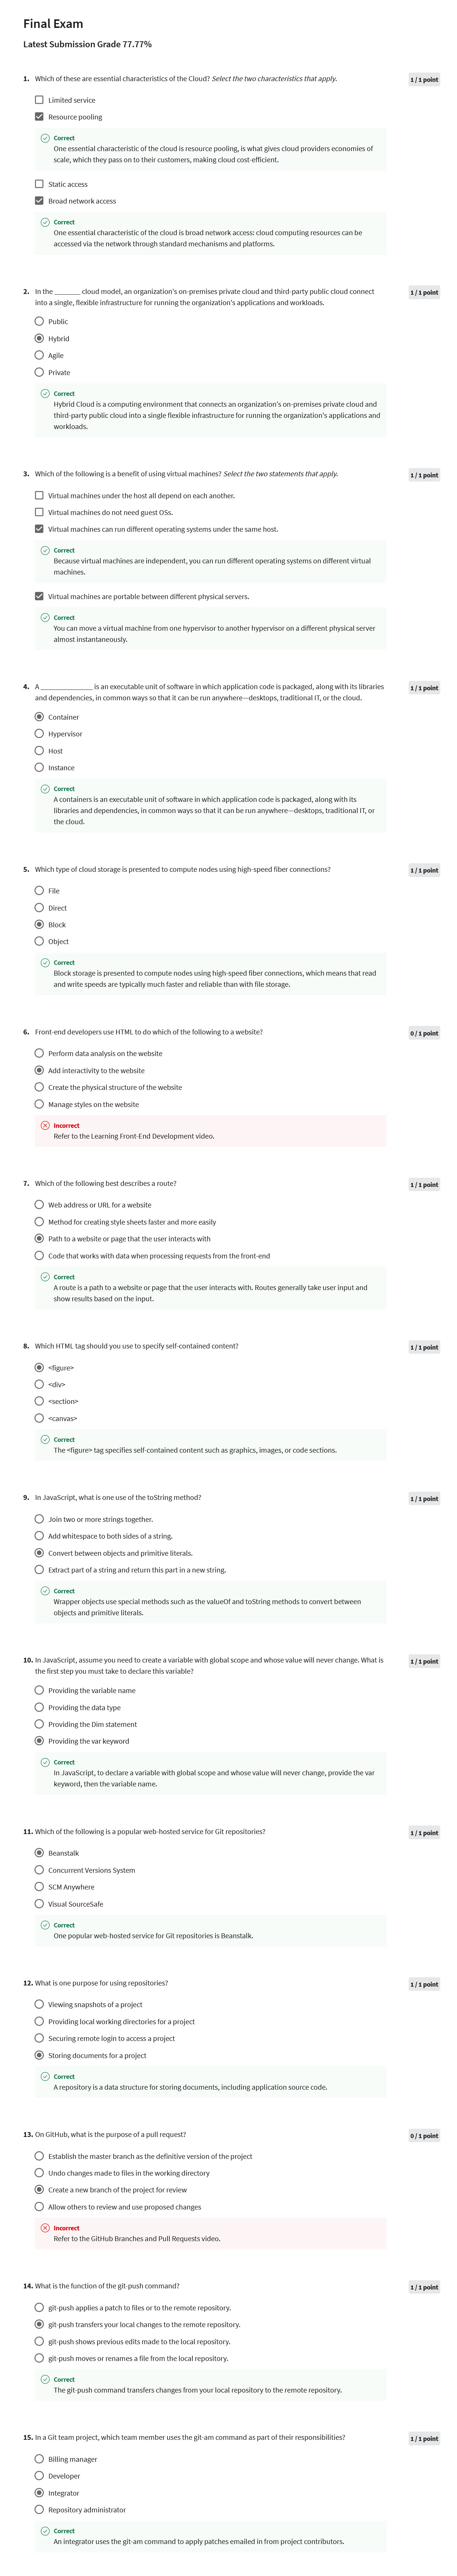 Final Exam
Latest Submission Grade 77.77%
1. Which of these are essential characteristics of the Cloud? Select the two characteristics that apply.
1 / 1 point
Limited service
Resource pooling
Correct
One essential characteristic of the cloud is resource pooling, is what gives cloud providers economies of
scale, which they pass on to their customers, making cloud cost-efficient.
Static access
Broad network access
Correct
One essential characteristic of the cloud is broad network access: cloud computing resources can be
accessed via the network through standard mechanisms and platforms.
2. In the _______ cloud model, an organization's on-premises private cloud and third-party public cloud connect
into a single, flexible infrastructure for running the organization's applications and workloads.
1 / 1 point
Public
Hybrid
Agile
Private
Correct
Hybrid Cloud is a computing environment that connects an organization's on-premises private cloud and
third-party public cloud into a single flexible infrastructure for running the organization's applications and
workloads.
3. Which of the following is a benefit of using virtual machines? Select the two statements that apply.
1 / 1 point
Virtual machines under the host all depend on each another.
Virtual machines do not need guest OSs.
Virtual machines can run different operating systems under the same host.
Correct
Because virtual machines are independent, you can run different operating systems on different virtual
machines.
Virtual machines are portable between different physical servers.
Correct
You can move a virtual machine from one hypervisor to another hypervisor on a different physical server
almost instantaneously.
4. A ______________ is an executable unit of software in which application code is packaged, along with its libraries
and dependencies, in common ways so that it can be run anywhere—desktops, traditional IT, or the cloud.
1 / 1 point
Container
Hypervisor
Host
Instance
Correct
A containers is an executable unit of software in which application code is packaged, along with its
libraries and dependencies, in common ways so that it can be run anywhere—desktops, traditional IT, or
the cloud.
5. Which type of cloud storage is presented to compute nodes using high-speed fiber connections?
1 / 1 point
File
Direct
Block
Object
Correct
Block storage is presented to compute nodes using high-speed fiber connections, which means that read
and write speeds are typically much faster and reliable than with file storage.
6. Front-end developers use HTML to do which of the following to a website?
0 / 1 point
Perform data analysis on the website
Add interactivity to the website
Create the physical structure of the website
Manage styles on the website
Incorrect
Refer to the Learning Front-End Development video.
7. Which of the following best describes a route?
1 / 1 point
Web address or URL for a website
Method for creating style sheets faster and more easily
Path to a website or page that the user interacts with
Code that works with data when processing requests from the front-end
Correct
A route is a path to a website or page that the user interacts with. Routes generally take user input and
show results based on the input.
8. Which HTML tag should you use to specify self-contained content?
1 / 1 point
<figure>
<div>
<section>
<canvas>
Correct
The <figure> tag specifies self-contained content such as graphics, images, or code sections.
9. In JavaScript, what is one use of the toString method?
1 / 1 point
Join two or more strings together.
Add whitespace to both sides of a string.
Convert between objects and primitive literals.
Extract part of a string and return this part in a new string.
Correct
Wrapper objects use special methods such as the valueOf and toString methods to convert between
objects and primitive literals.
10. In JavaScript, assume you need to create a variable with global scope and whose value will never change. What is
the first step you must take to declare this variable?
1 / 1 point
Providing the variable name
Providing the data type
Providing the Dim statement
Providing the var keyword
Correct
In JavaScript, to declare a variable with global scope and whose value will never change, provide the var
keyword, then the variable name.
11. Which of the following is a popular web-hosted service for Git repositories?
1 / 1 point
Beanstalk
Concurrent Versions System
SCM Anywhere
Visual SourceSafe
Correct
One popular web-hosted service for Git repositories is Beanstalk.
12. What is one purpose for using repositories?
1 / 1 point
Viewing snapshots of a project
Providing local working directories for a project
Securing remote login to access a project
Storing documents for a project
Correct
A repository is a data structure for storing documents, including application source code.
13. On GitHub, what is the purpose of a pull request?
0 / 1 point
Establish the master branch as the definitive version of the project
Undo changes made to files in the working directory
Create a new branch of the project for review
Allow others to review and use proposed changes
Incorrect
Refer to the GitHub Branches and Pull Requests video.
14. What is the function of the git-push command?
1 / 1 point
git-push applies a patch to files or to the remote repository.
git-push transfers your local changes to the remote repository.
git-push shows previous edits made to the local repository.
git-push moves or renames a file from the local repository.
Correct
The git-push command transfers changes from your local repository to the remote repository.
15. In a Git team project, which team member uses the git-am command as part of their responsibilities?
1 / 1 point
Billing manager
Developer
Integrator
Repository administrator
Correct
An integrator uses the git-am command to apply patches emailed in from project contributors.